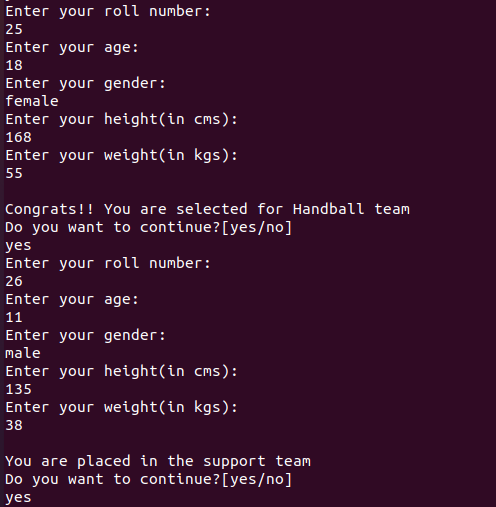 Enter your roll number:
25
Enter your age:
18
Enter your gender:
female
Enter your height(in cms):
168
Enter your weight(in kgs):
55
Congrats!! You are selected for Handball team
Do you want to continue?[yes/no]
yes
Enter your roll number:
26
Enter your age:
11
Enter your gender:
male
Enter your height(in cms):
135
Enter your weight(in kgs):
38
You are placed in the support team
Do you want to continue?[yes/no]
yes